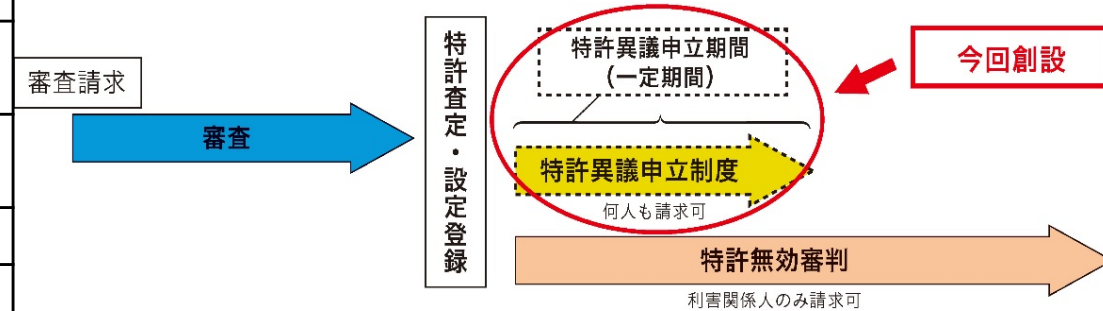 審査請求
審査
特許査定・設定登録
特許異議申立期間
（一定期間）
今回創設
特許異議申立制度
何人も請求可
特許無効審判
利害関係人のみ請求可